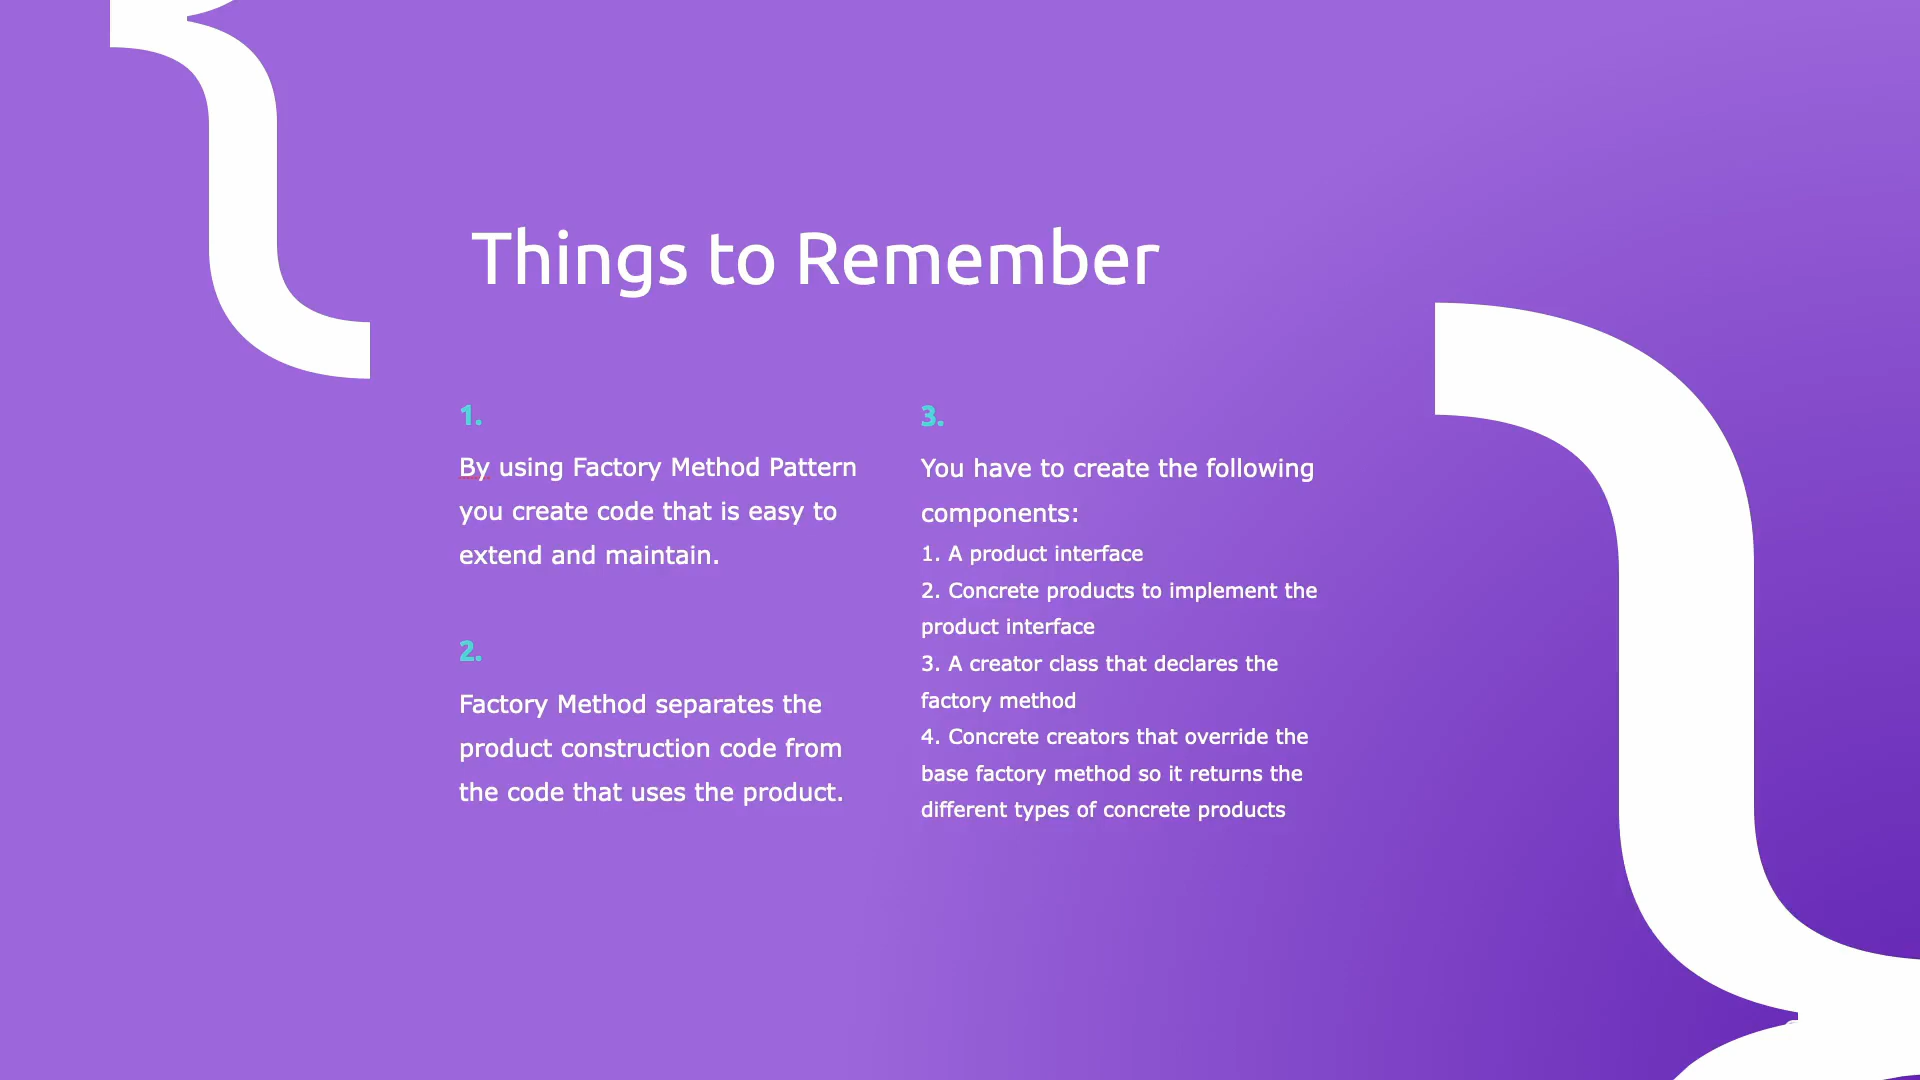 Things to Remember
1.
By using Factory Method Pattern
you create code that is easy to
extend and maintain.
2.
Factory Method separates the
product construction code from
the code that uses the product.
3.
You have to create the following
components:
1. A product interface
2. Concrete products to implement the
product interface
3. A creator class that declares the
factory method
4. Concrete creators that override the
base factory method so it returns the
different types of concrete products